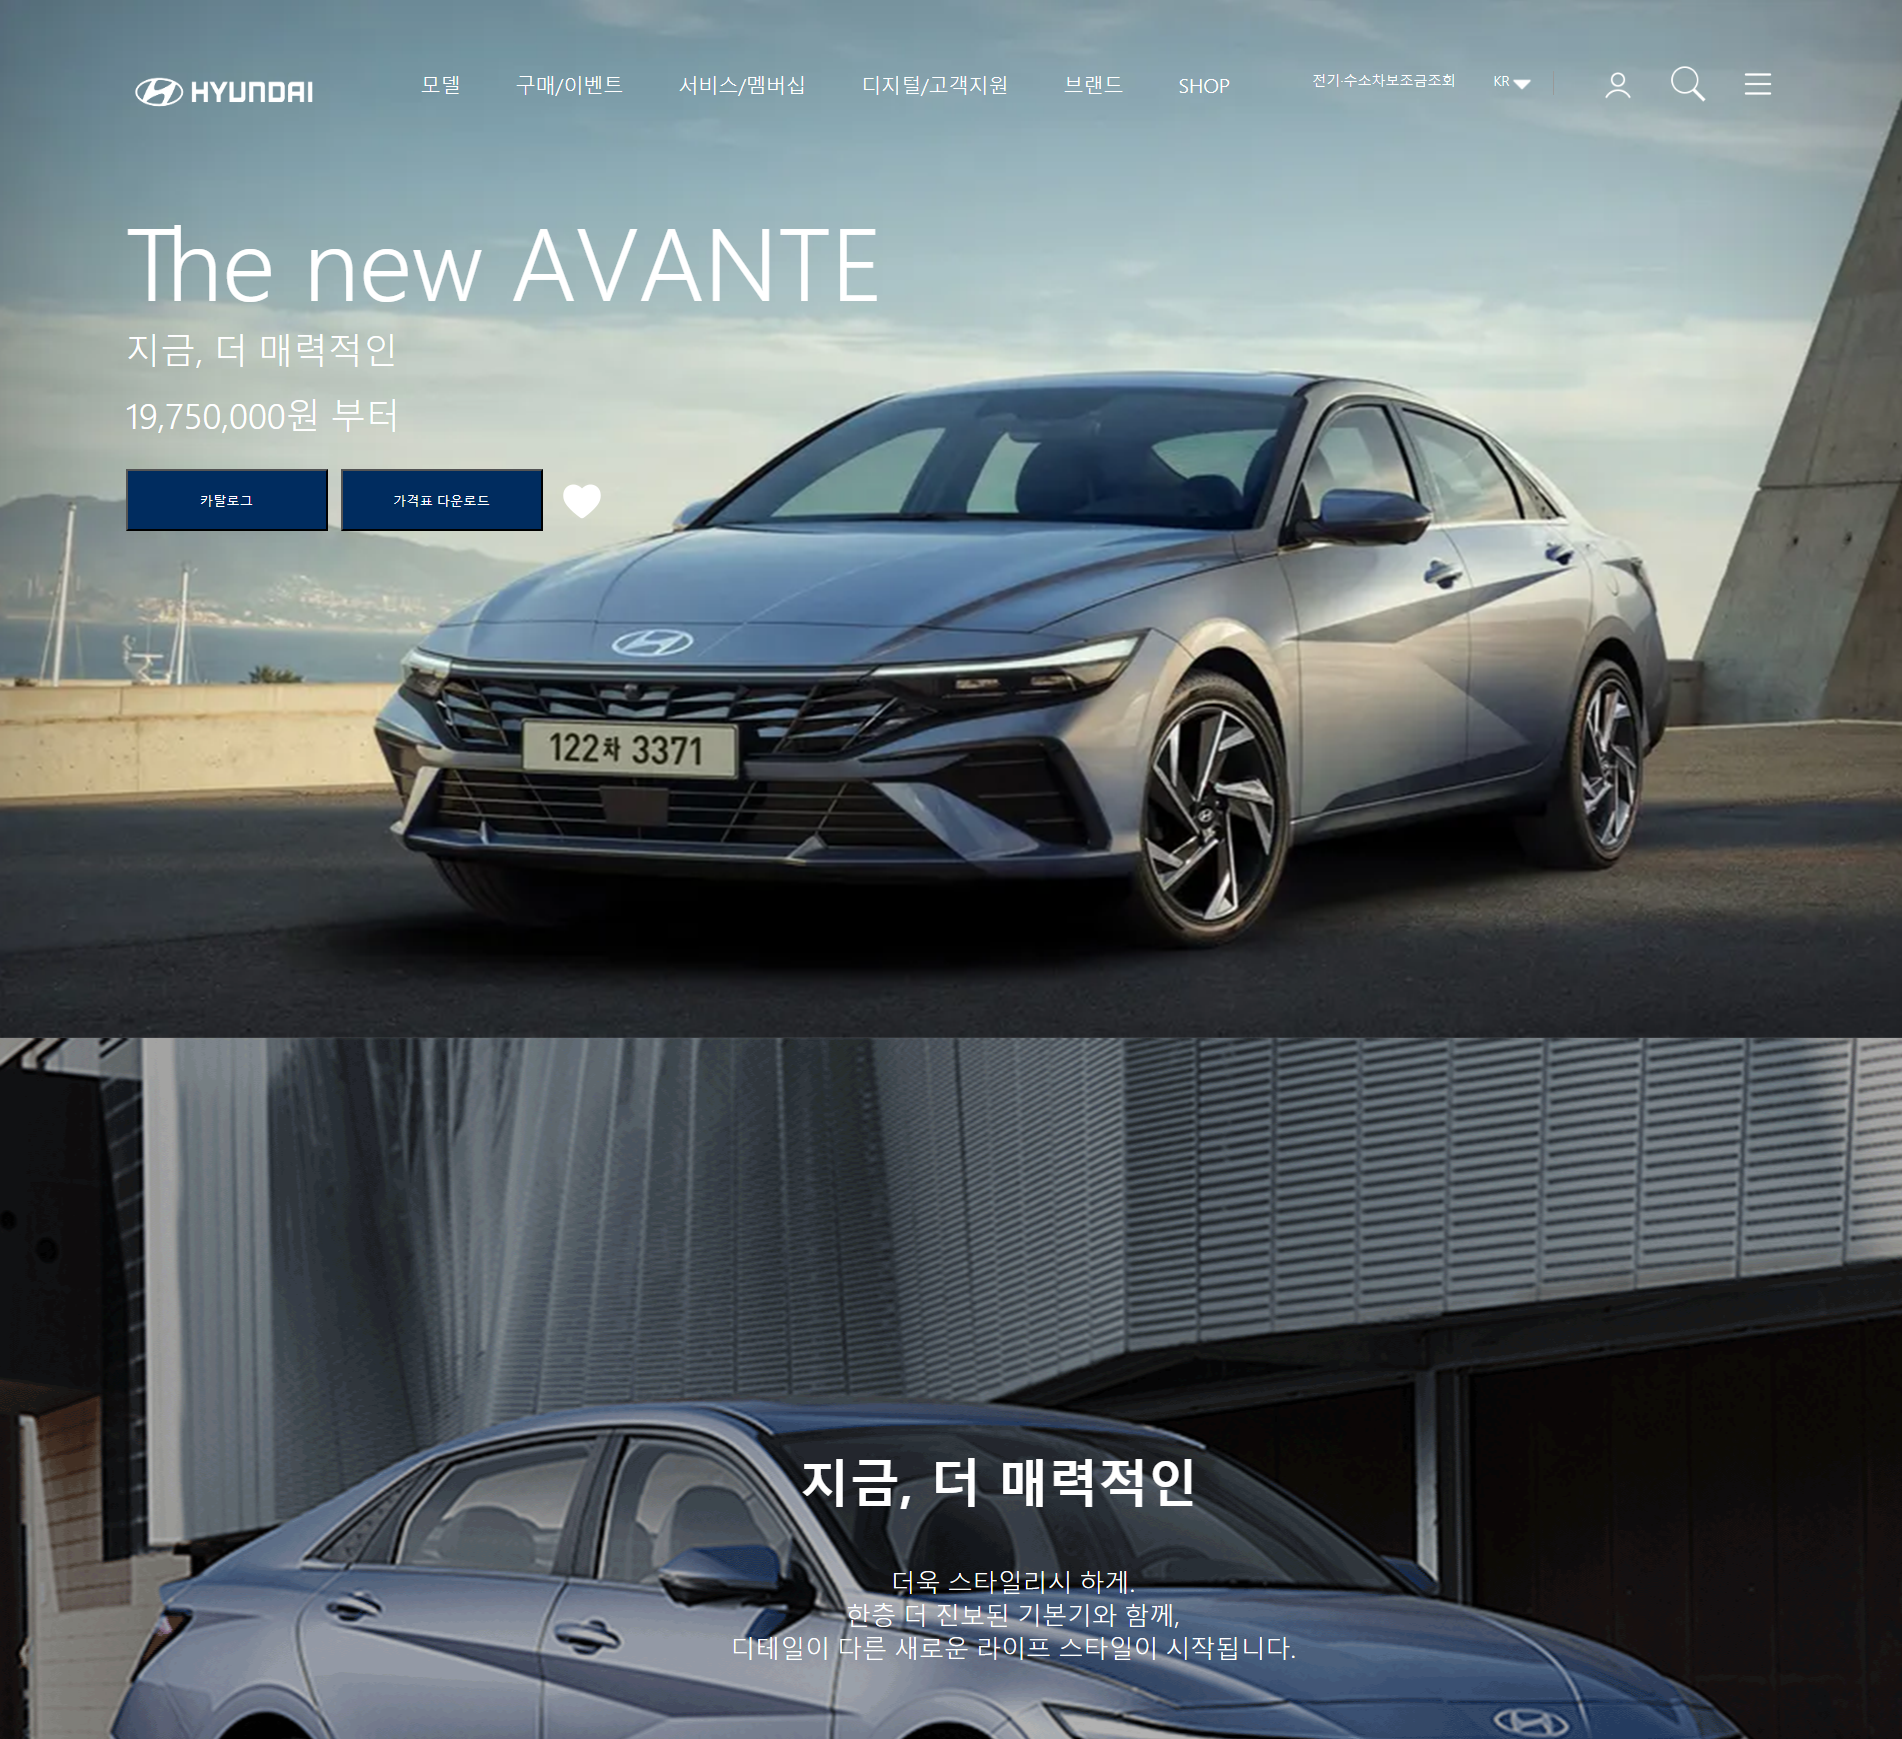 HYUNDAI
모델 구매/이벤트 서비스/멤버십 디지털/고객지원 브랜드 SHOP 전기·수소차보조금조회 KR
The new AVANTE
지금, 더 매력적인
19,750,000원 부터
카탈로그 가격표 다운로드
122차 3371
지금, 더 매력적인
더욱 스타일리시 하게.
한층 더 진보된 기본기와 함께,
디테일이 다른 새로운 라이프 스타일이 시작됩니다.